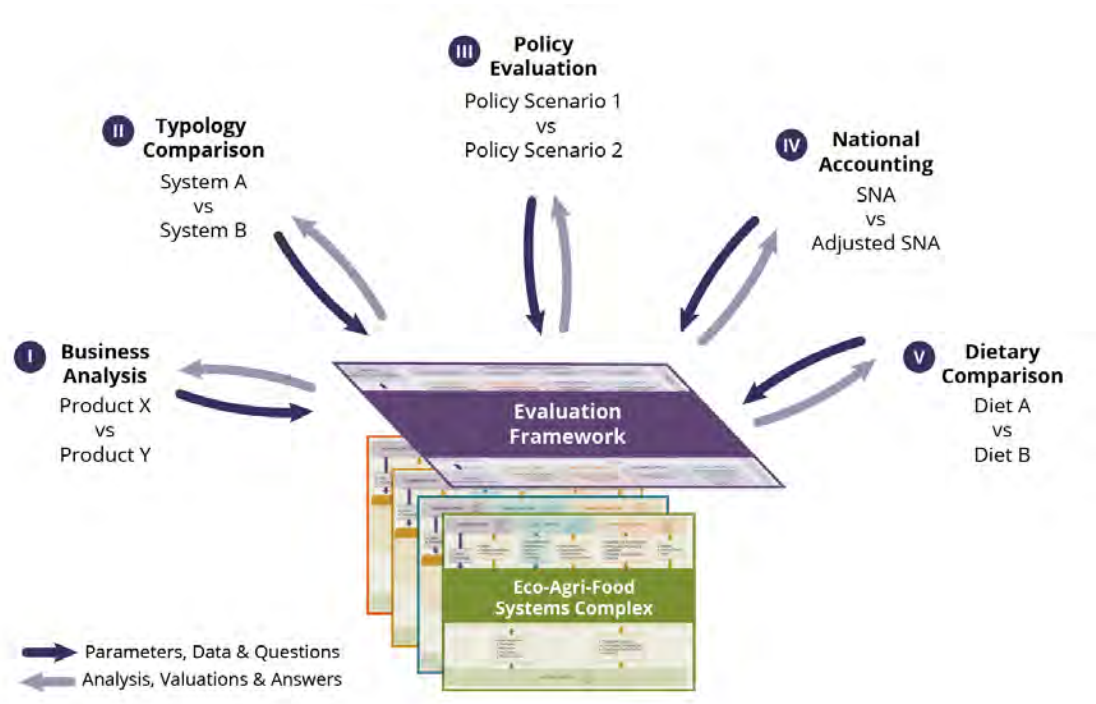 III
Policy
Evaluation
Policy Scenario 1
vs
Policy Scenario 2
II
Typology
Comparison
System A
vs
System B
IV
National
Accounting
SNA
vs
Adjusted SNA
I
Business
Analysis
Product X
vs
Product Y
V
Dietary
Comparison
Diet A
vs
Diet B
Evaluation
Framework
Eco-Agri-Food
Systems Complex
Parameters, Data & Questions
Analysis, Valuations & Answers